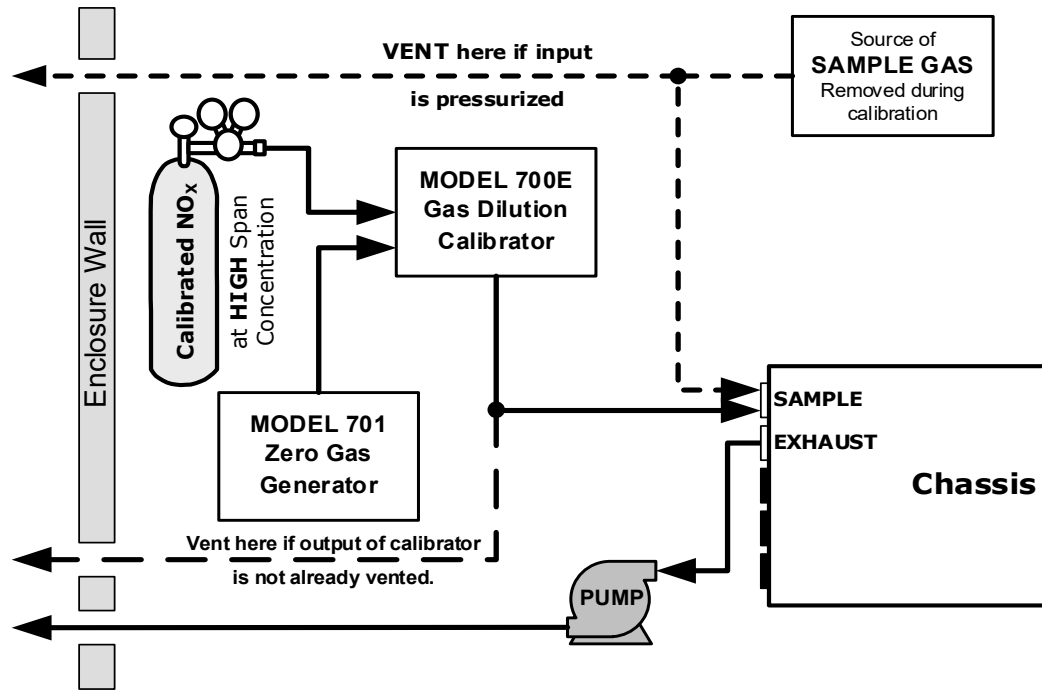 VENT here if input
is pressurized
Source of
SAMPLE GAS
Removed during
calibration
Enclosure Wall
Calibrated NOX
at HIGH Span
Concentration
MODEL 700E
Gas Dilution
Calibrator
MODEL 701
Zero Gas
Generator
SAMPLE
EXHAUST
Chassis
Vent here if output of calibrator
is not already vented.
PUMP